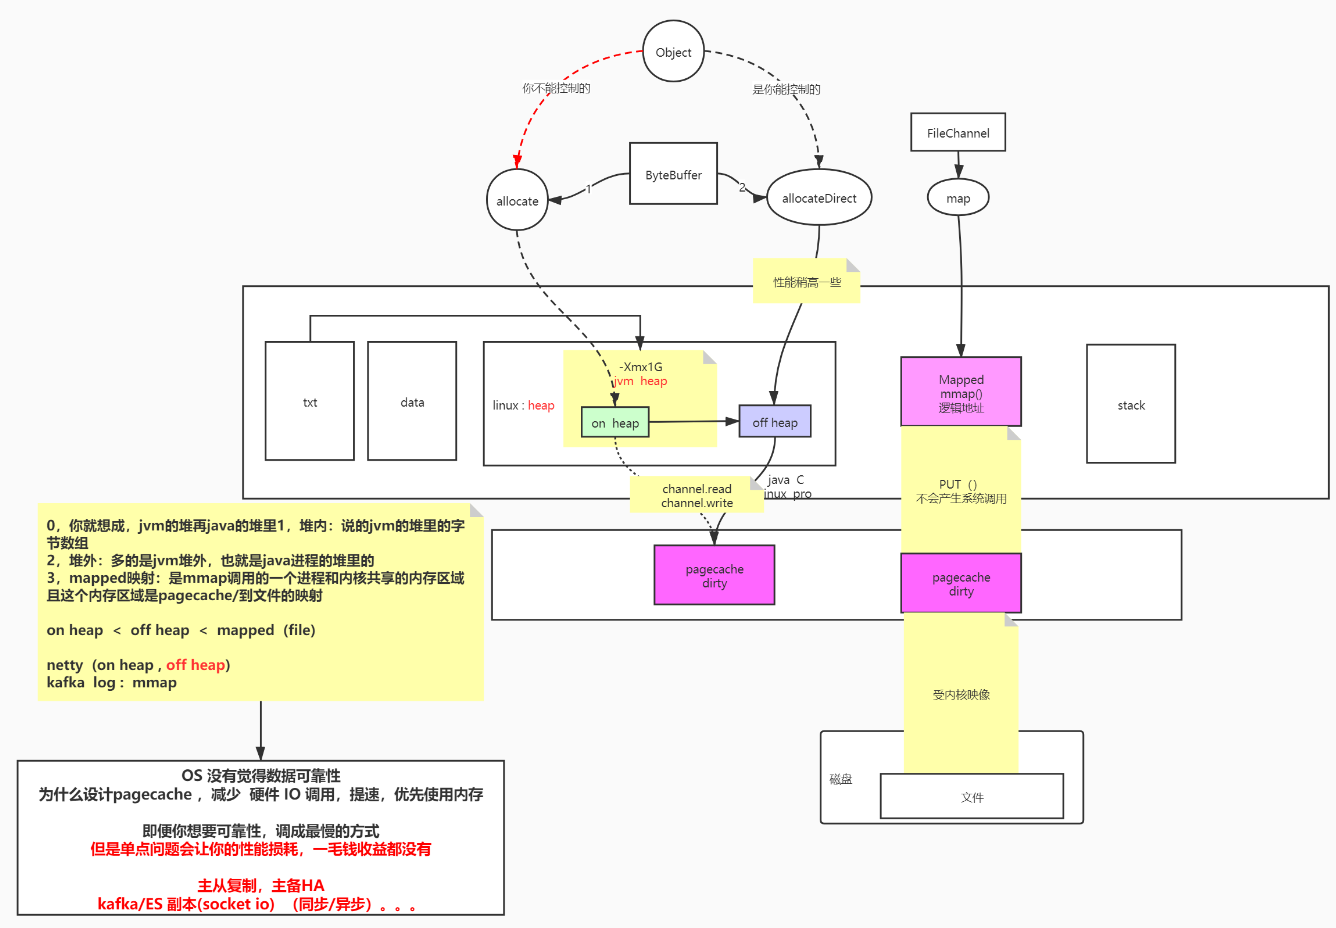 Object
你不能控制的
是你能控制的
FileChannel
ByteBuffer
1
2
allocate
allocateDirect
map
性能稍高一些
-Xmx1G
jvm heap
txt
data
linux : heap
on heap
off heap
Mapped
mmap()
逻辑地址
stack
channel.read
channel.write
java C
linux pro
PUT（）
不会产生系统调用
0，你就想成，jvm的堆再java的堆里1，堆内：说的jvm的堆里的字
节数组
2，堆外：多的是jvm堆外，也就是java进程的堆里的
3，mapped映射：是mmap调用的一个进程和内核共享的内存区域
且这个内存区域是pagecache/到文件的映射
on heap < off heap < mapped（file）
netty（on heap , off heap）
kafka log : mmap
pagecache
dirty
pagecache
dirty
受内核映像
磁盘
文件
OS 没有觉得数据可靠性
为什么设计pagecache ，减少 硬件 IO 调用，提速，优先使用内存
即便你想要可靠性，调成最慢的方式
但是单点问题会让你的性能损耗，一毛钱收益都没有
主从复制，主备HA
kafka/ES 副本(socket io) （同步/异步）。。。